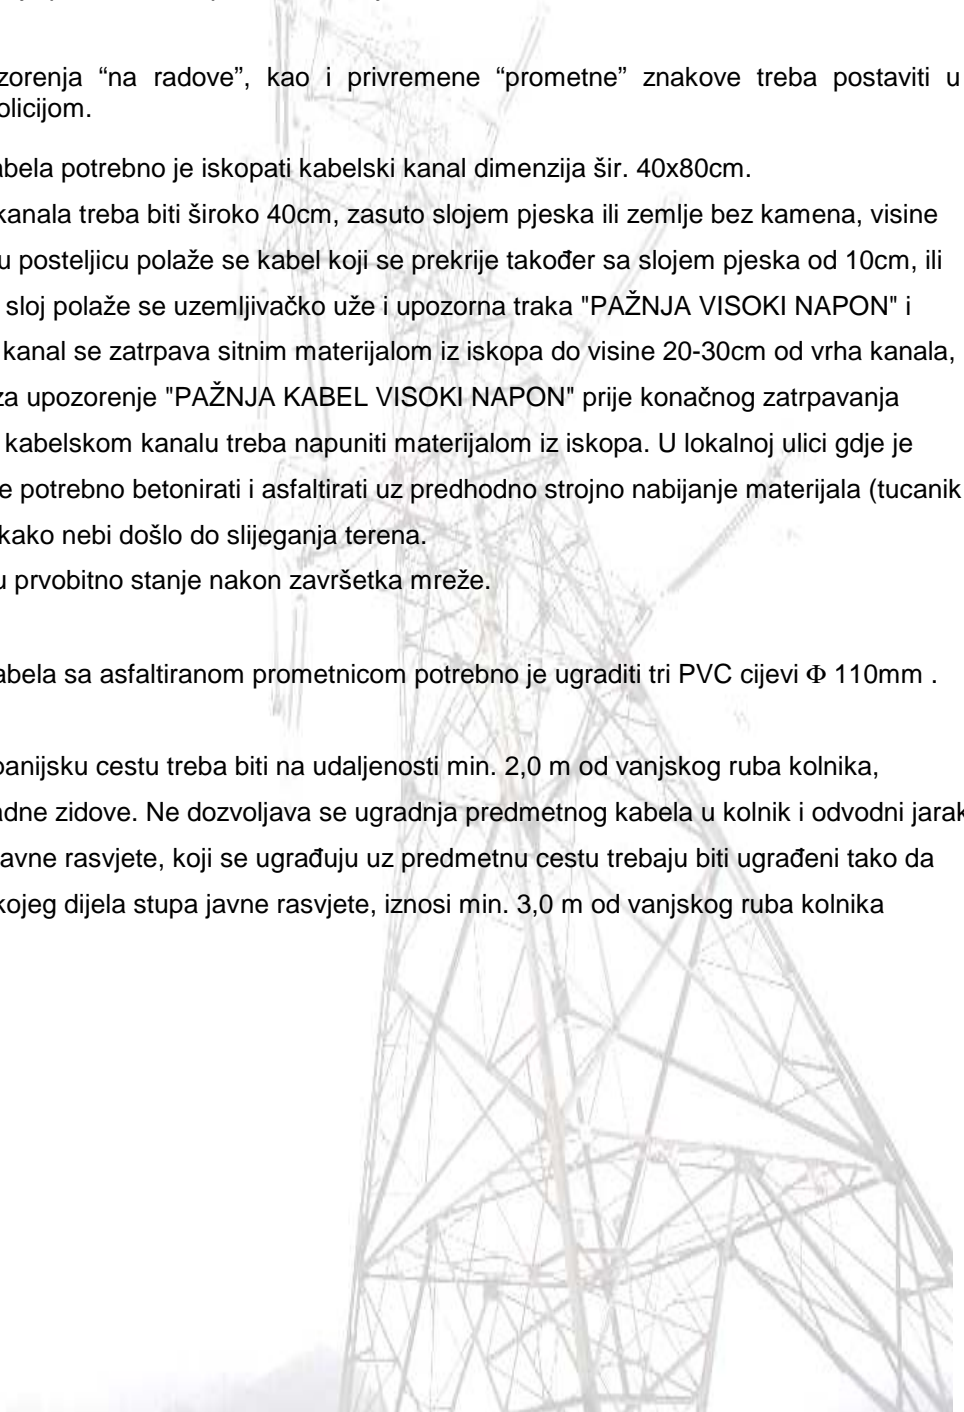 zorenja “na radove”, kao i privremene “prometne” znakove treba postaviti u
olicijom.
abela potrebno je iskopati kabelski kanal dimenzija šir. 40x80cm.
kanala treba biti široko 40cm, zasuto slojem pjeska ili zemlje bez kamena, visine
u posteljicu polaže se kabel koji se prekrije također sa slojem pjeska od 10cm, ili
sloj polaže se uzemljivačko uže i upozorna traka "PAŽNJA VISOKI NAPON" i
kanal se zatrpava sitnim materijalom iz iskopa do visine 20-30cm od vrha kanala,
za upozorenje "PAŽNJA KABEL VISOKI NAPON" prije konačnog zatrpavanja
kabelskom kanalu treba napuniti materijalom iz iskopa. U lokalnoj ulici gdje je
e potrebno betonirati i asfaltirati uz predhodno strojno nabijanje materijala (tucanik
kako nebi došlo do slijeganja terena.
u prvobitno stanje nakon završetka mreže.
abela sa asfaltiranom prometnicom potrebno je ugraditi tri PVC cijevi Φ 110mm .
panijsku cestu treba biti na udaljenosti min. 2,0 m od vanjskog ruba kolnika,
adne zidove. Ne dozvoljava se ugradnja predmetnog kabela u kolnik i odvodni jarak
javne rasvjete, koji se ugrađuju uz predmetnu cestu trebaju biti ugrađeni tako da
kojeg dijela stupa javne rasvjete, iznosi min. 3,0 m od vanjskog ruba kolnika